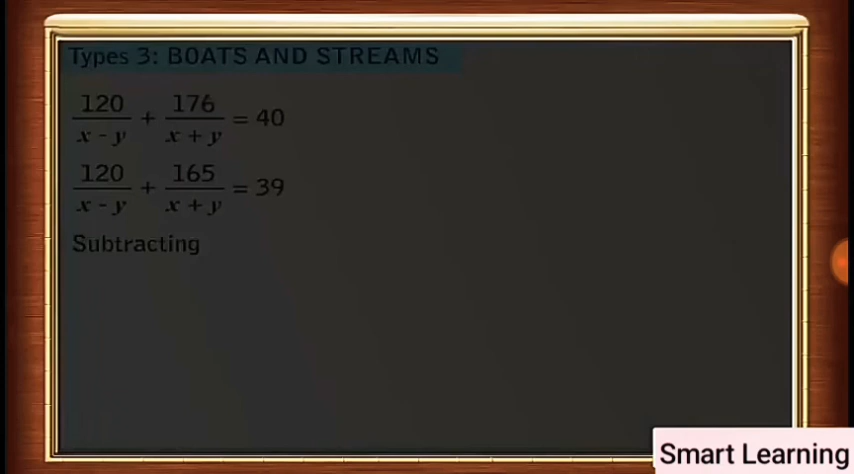 Types 3: BOATS AND STREAMS
120/(x - y) + 176/(x + y) = 40
120/(x - y) + 165/(x + y) = 39
Subtracting
Smart Learning